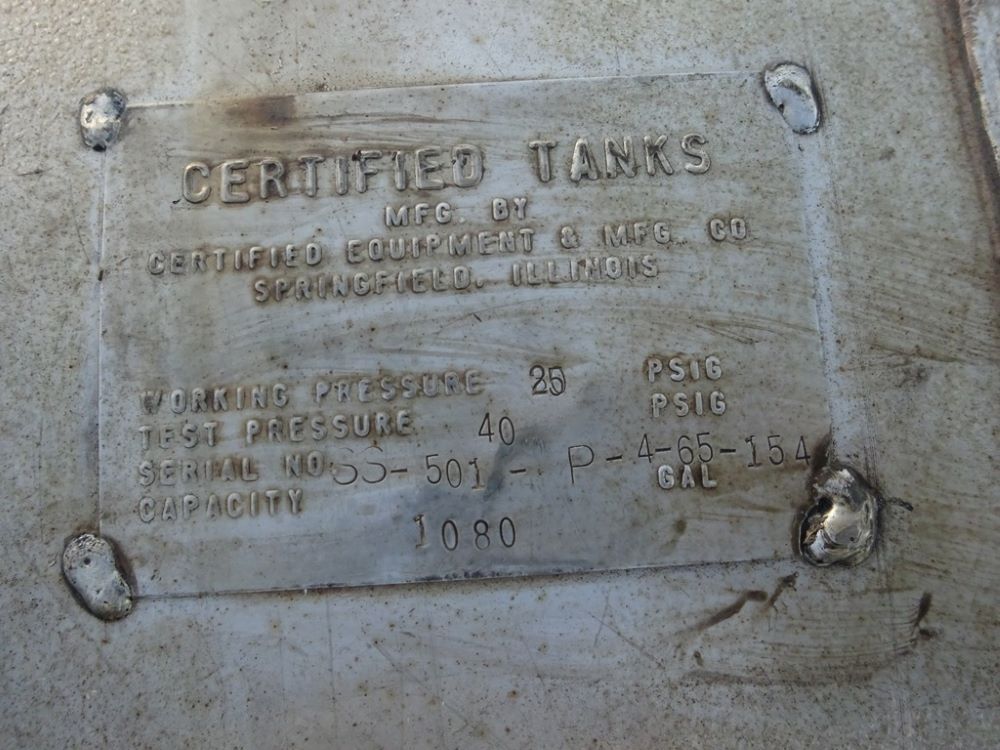 CERTIFIED TANKS
MFG. BY
CERTIFIED EQUIPMENT & MFG. CO.
SPRINGFIELD, ILLINOIS
WORKING PRESSURE 25 PSIG
TEST PRESSURE 40 PSIG
SERIAL NO. SS-501-P-4-65-154
CAPACITY 1080 GAL